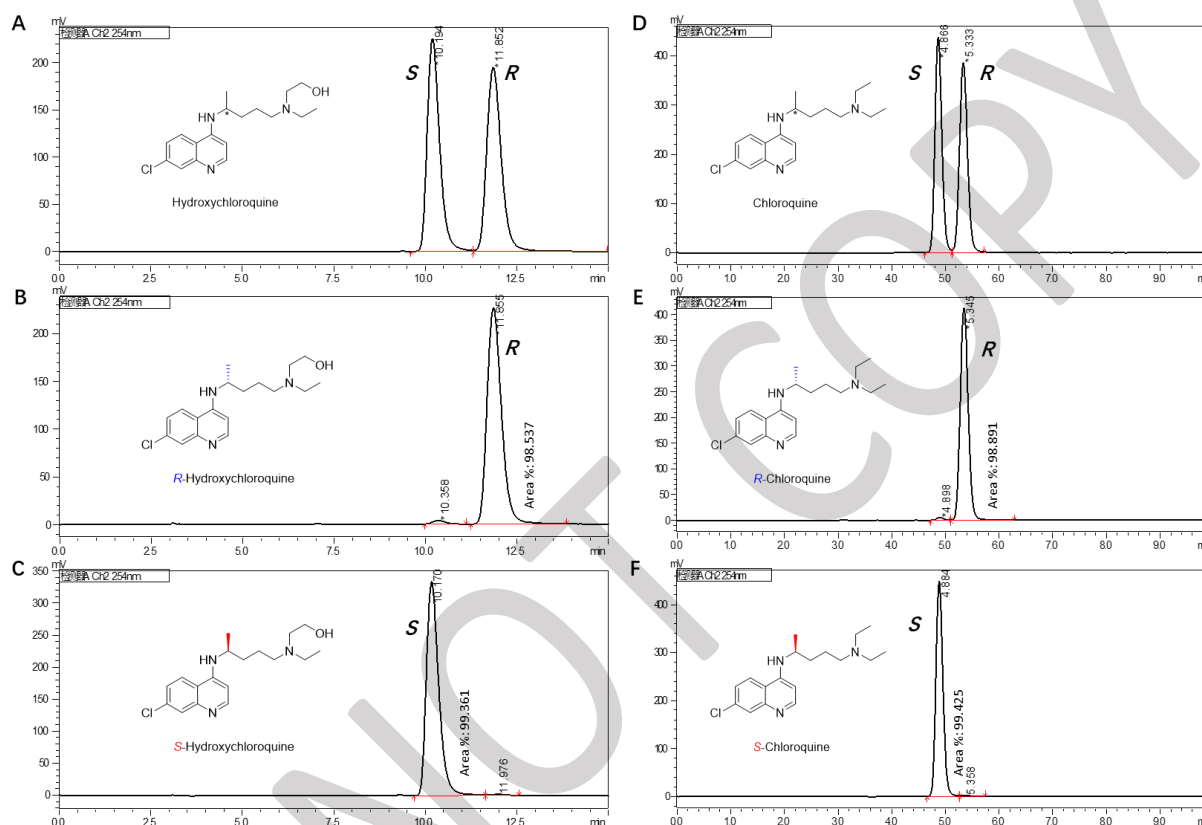 A
mV
A Ch2 254nm
200
150
100
50
0
*10.194
*11.852
S
R
OH
N
HN
*
Cl
N
Hydroxychloroquine
0.0 2.5 5.0 7.5 10.0 12.5 min
B
mV
A Ch2 254nm
200
150
100
50
0
*10.358
*11.855
R
Area %: 98.537
OH
N
HN
Cl
N
R-Hydroxychloroquine
0.0 2.5 5.0 7.5 10.0 12.5 min
C
mV
A Ch2 254nm
350
300
250
200
150
100
50
0
10.170
11.976
S
Area %: 99.361
OH
N
HN
Cl
N
S-Hydroxychloroquine
0.0 2.5 5.0 7.5 10.0 12.5 min
D
mV
A Ch2 254nm
400
300
200
100
0
*4.866
*5.333
S
R
N
HN
*
Cl
N
Chloroquine
0.0 1.0 2.0 3.0 4.0 5.0 6.0 7.0 8.0 9.0
E
mV
A Ch2 254nm
400
350
300
250
200
150
100
50
0
*4.898
*5.345
R
Area %: 98.891
N
HN
Cl
N
R-Chloroquine
0.0 1.0 2.0 3.0 4.0 5.0 6.0 7.0 8.0 9.0
F
mV
A Ch2 254nm
400
300
200
100
0
4.884
5.358
S
Area %: 99.425
N
HN
Cl
N
S-Chloroquine
0.0 1.0 2.0 3.0 4.0 5.0 6.0 7.0 8.0 9.0
NOT COPY